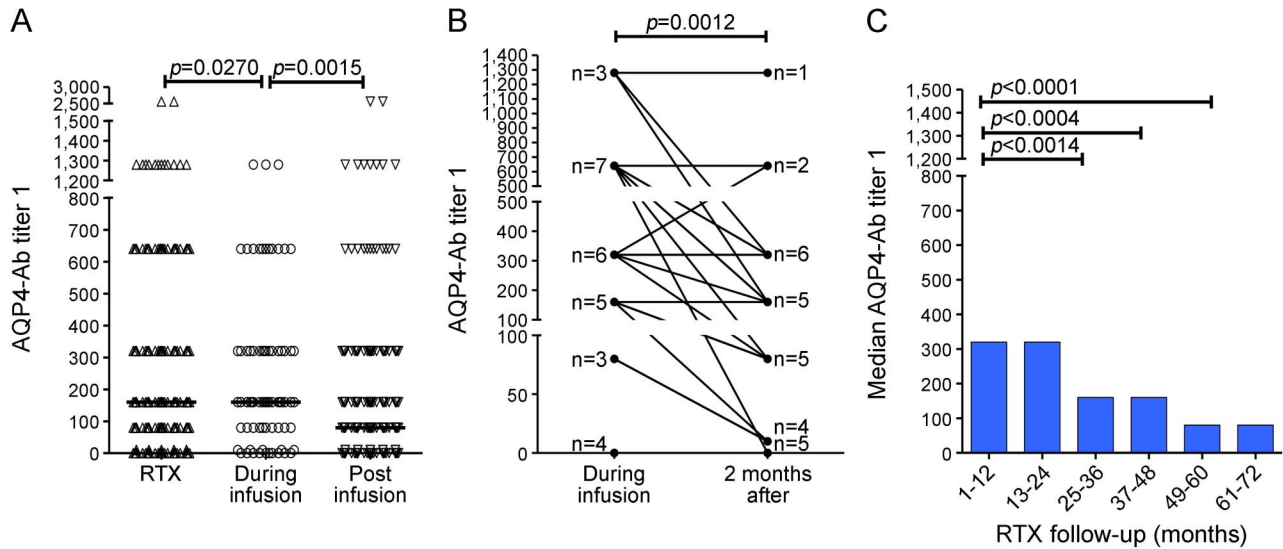 A
p=0.0270
p=0.0015
3,000
2,500
1,500
1,400
1,300
1,200
800
700
600
500
400
300
200
100
0
AQP4-Ab titer 1
RTX
During
infusion
Post
infusion
B
p=0.0012
1,400
1,300
1,200
1,100
1,000
900
800
700
600
500
500
400
300
200
100
100
50
0
AQP4-Ab titer 1
n=3
n=7
n=6
n=5
n=3
n=4
n=1
n=2
n=6
n=5
n=5
n=4
n=5
During
infusion
2 months
after
C
p<0.0001
p<0.0004
p<0.0014
1,500
1,400
1,300
1,200
800
700
600
500
400
300
200
100
0
Median AQP4-Ab titer 1
1-12
13-24
25-36
37-48
49-60
61-72
RTX follow-up (months)